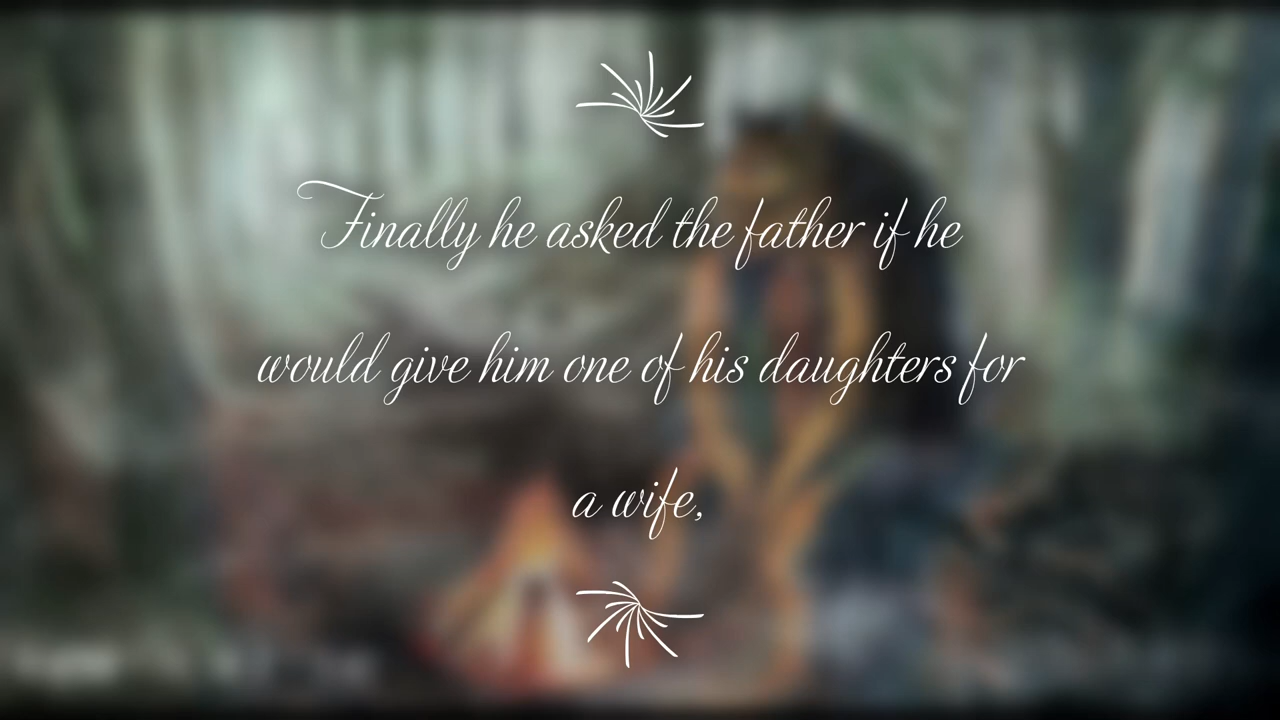 Finally he asked the father if he
would give him one of his daughters for
a wife,